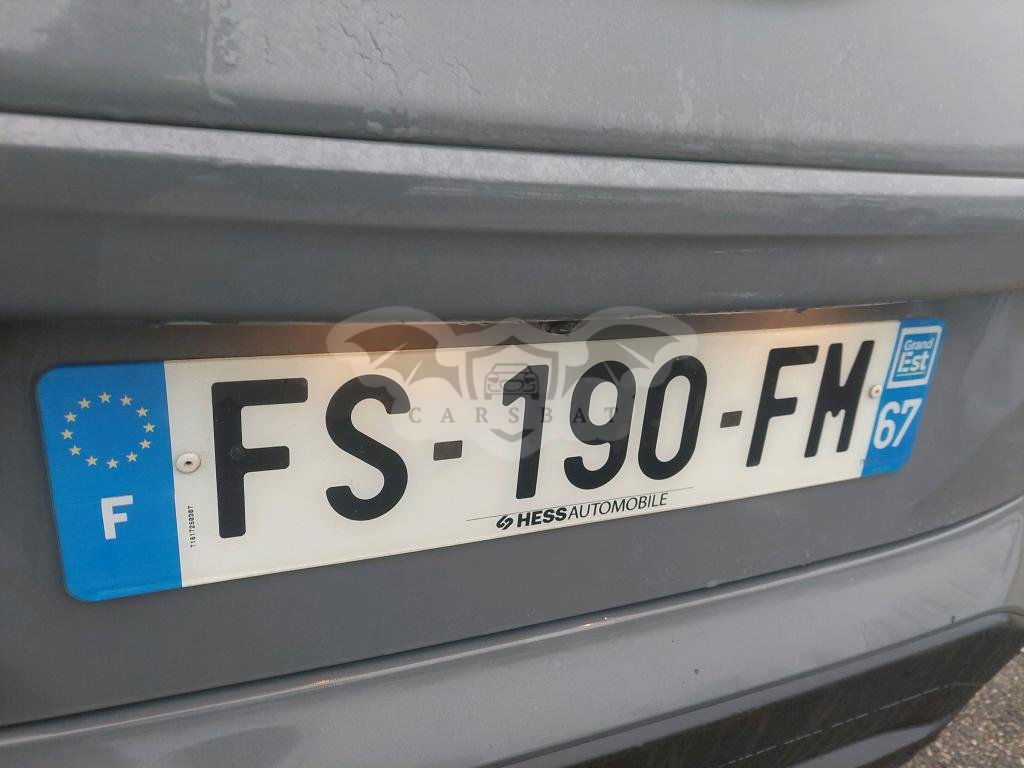 F
FS-190-FM
Grand
Est
67
HESSAUTOMOBILE
CARSBAT